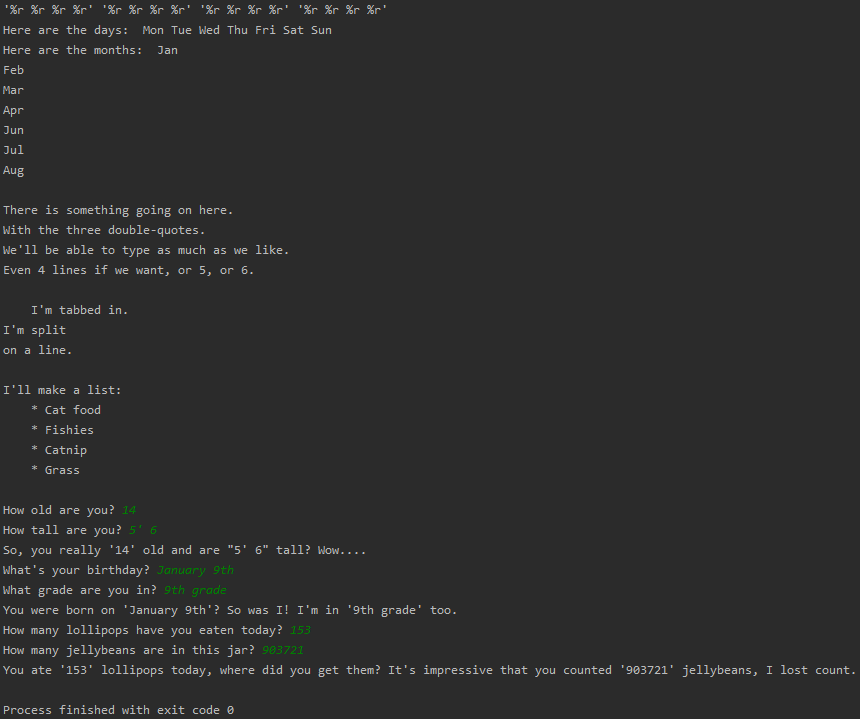 '%r %r %r %r' '%r %r %r %r' '%r %r %r %r' '%r %r %r %r'
Here are the days:  Mon Tue Wed Thu Fri Sat Sun
Here are the months:  Jan
Feb
Mar
Apr
Jun
Jul
Aug

There is something going on here.
With the three double-quotes.
We'll be able to type as much as we like.
Even 4 lines if we want, or 5, or 6.

    I'm tabbed in.
I'm split
on a line.

I'll make a list:
    * Cat food
    * Fishies
    * Catnip
    * Grass

How old are you? 14
How tall are you? 5' 6
So, you really '14' old and are "5' 6" tall? Wow....
What's your birthday? January 9th
What grade are you in? 9th grade
You were born on 'January 9th'? So was I! I'm in '9th grade' too.
How many lollipops have you eaten today? 153
How many jellybeans are in this jar? 903721
You ate '153' lollipops today, where did you get them? It's impressive that you counted '903721' jellybeans, I lost count.

Process finished with exit code 0